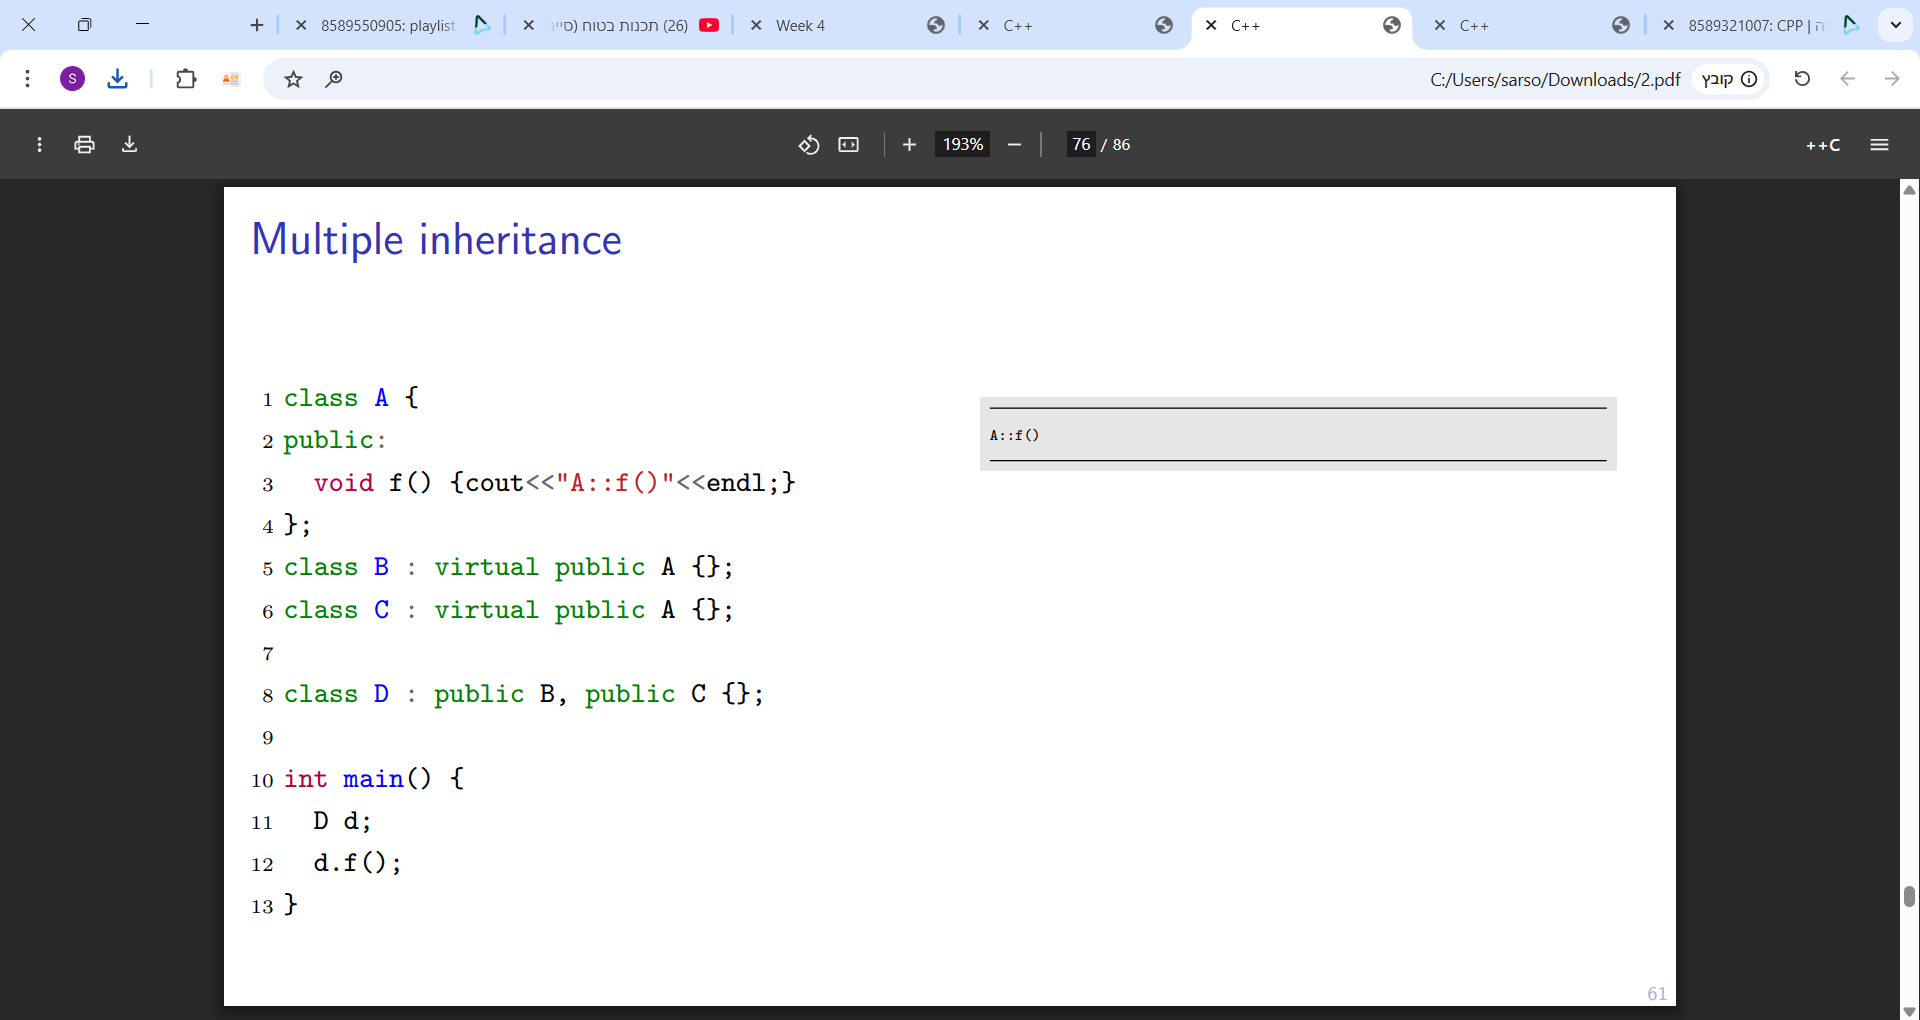 8589550905: playlist
(26) תכנות בטוח (סייב
Week 4
C++
C++
C++
8589321007: CPP |
S
C:/Users/sarso/Downloads/2.pdf
קובץ
193%
76 / 86
++C
Multiple inheritance
1 class A {
2 public:
3 void f() {cout<<"A::f()"<<endl;}
4 };
5 class B : virtual public A {};
6 class C : virtual public A {};
7
8 class D : public B, public C {};
9
10 int main() {
11 D d;
12 d.f();
13 }
A::f()
61